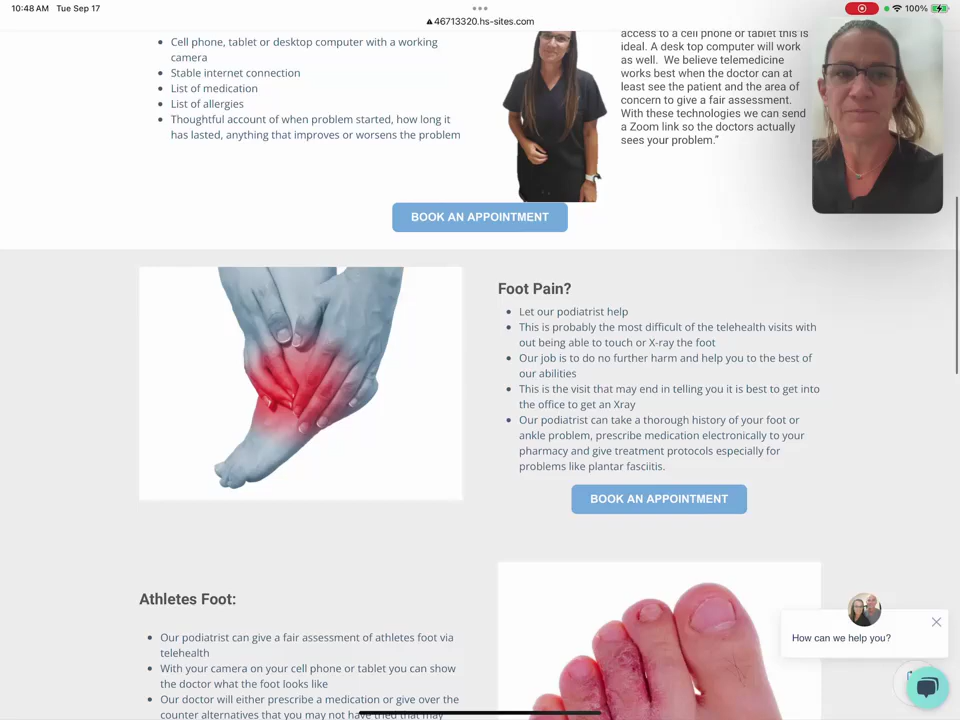 10:48 AM Tue Sep 17
100%
46713320.hs-sites.com
Cell phone, tablet or desktop computer with a working
camera
Stable internet connection
List of medication
List of allergies
Thoughtful account of when problem started, how long it
has lasted, anything that improves or worsens the problem
access to a cell phone or tablet this is
ideal. A desk top computer will work
as well. We believe telemedicine
works best when the doctor can at
least see the patient and the area of
concern to give a fair assessment.
With these technologies we can send
a Zoom link so the doctors actually
sees your problem."
BOOK AN APPOINTMENT
Foot Pain?
Let our podiatrist help
This is probably the most difficult of the telehealth visits with
out being able to touch or X-ray the foot
Our job is to do no further harm and help you to the best of
our abilities
This is the visit that may end in telling you it is best to get into
the office to get an Xray
Our podiatrist can take a thorough history of your foot or
ankle problem, prescribe medication electronically to your
pharmacy and give treatment protocols especially for
problems like plantar fasciitis.
BOOK AN APPOINTMENT
Athletes Foot:
Our podiatrist can give a fair assessment of athletes foot via
telehealth
With your camera on your cell phone or tablet you can show
the doctor what the foot looks like
Our doctor will either prescribe a medication or give over the
counter alternatives that you may not have tried that may
How can we help you?